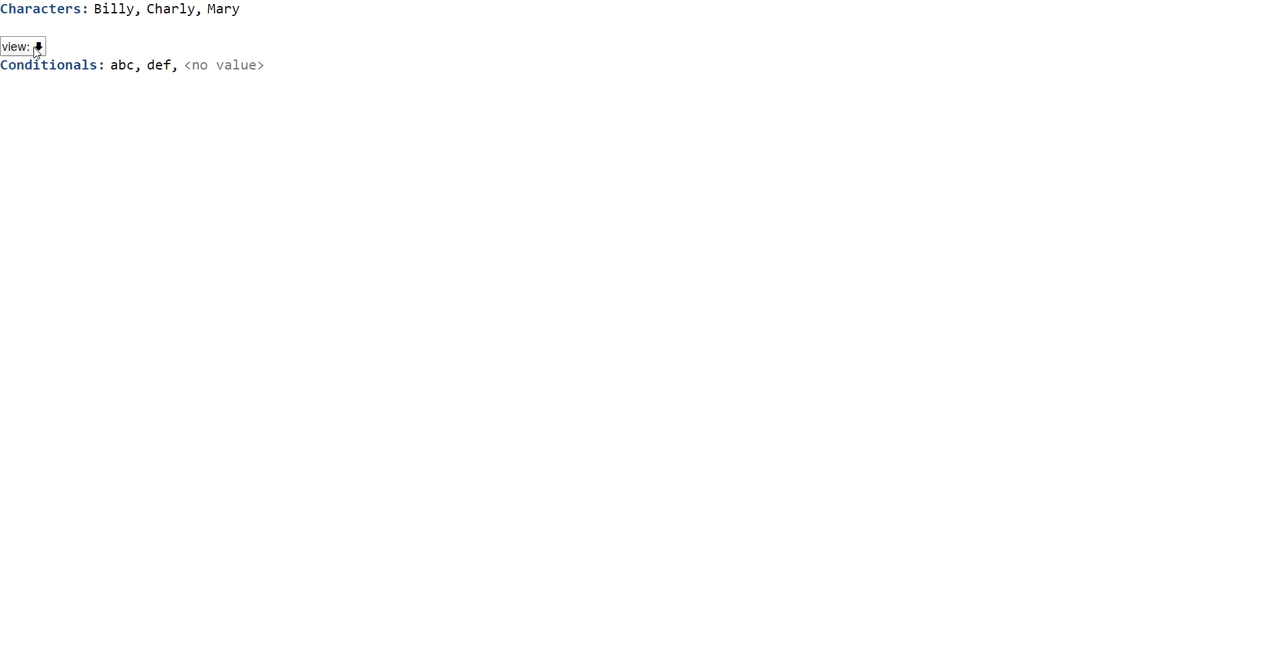 Characters: Billy, Charly, Mary
view: 🡇
Conditionals: abc, def, <no value>